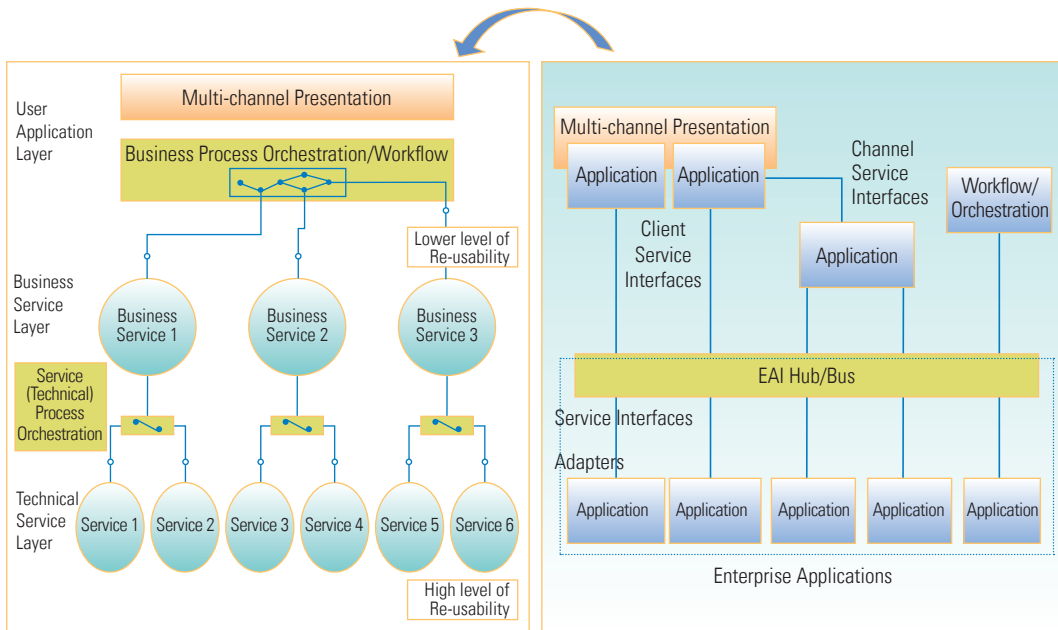 User
Application
Layer
Multi-channel Presentation
Business Process Orchestration/Workflow
Lower level of
Re-usability
Business
Service
Layer
Business
Service 1
Business
Service 2
Business
Service 3
Service
(Technical)
Process
Orchestration
Technical
Service
Layer
Service 1
Service 2
Service 3
Service 4
Service 5
Service 6
High level of
Re-usability
Multi-channel Presentation
Application
Application
Channel
Service
Interfaces
Workflow/
Orchestration
Client
Service
Interfaces
Application
EAI Hub/Bus
Service Interfaces
Adapters
Application
Application
Application
Application
Application
Enterprise Applications